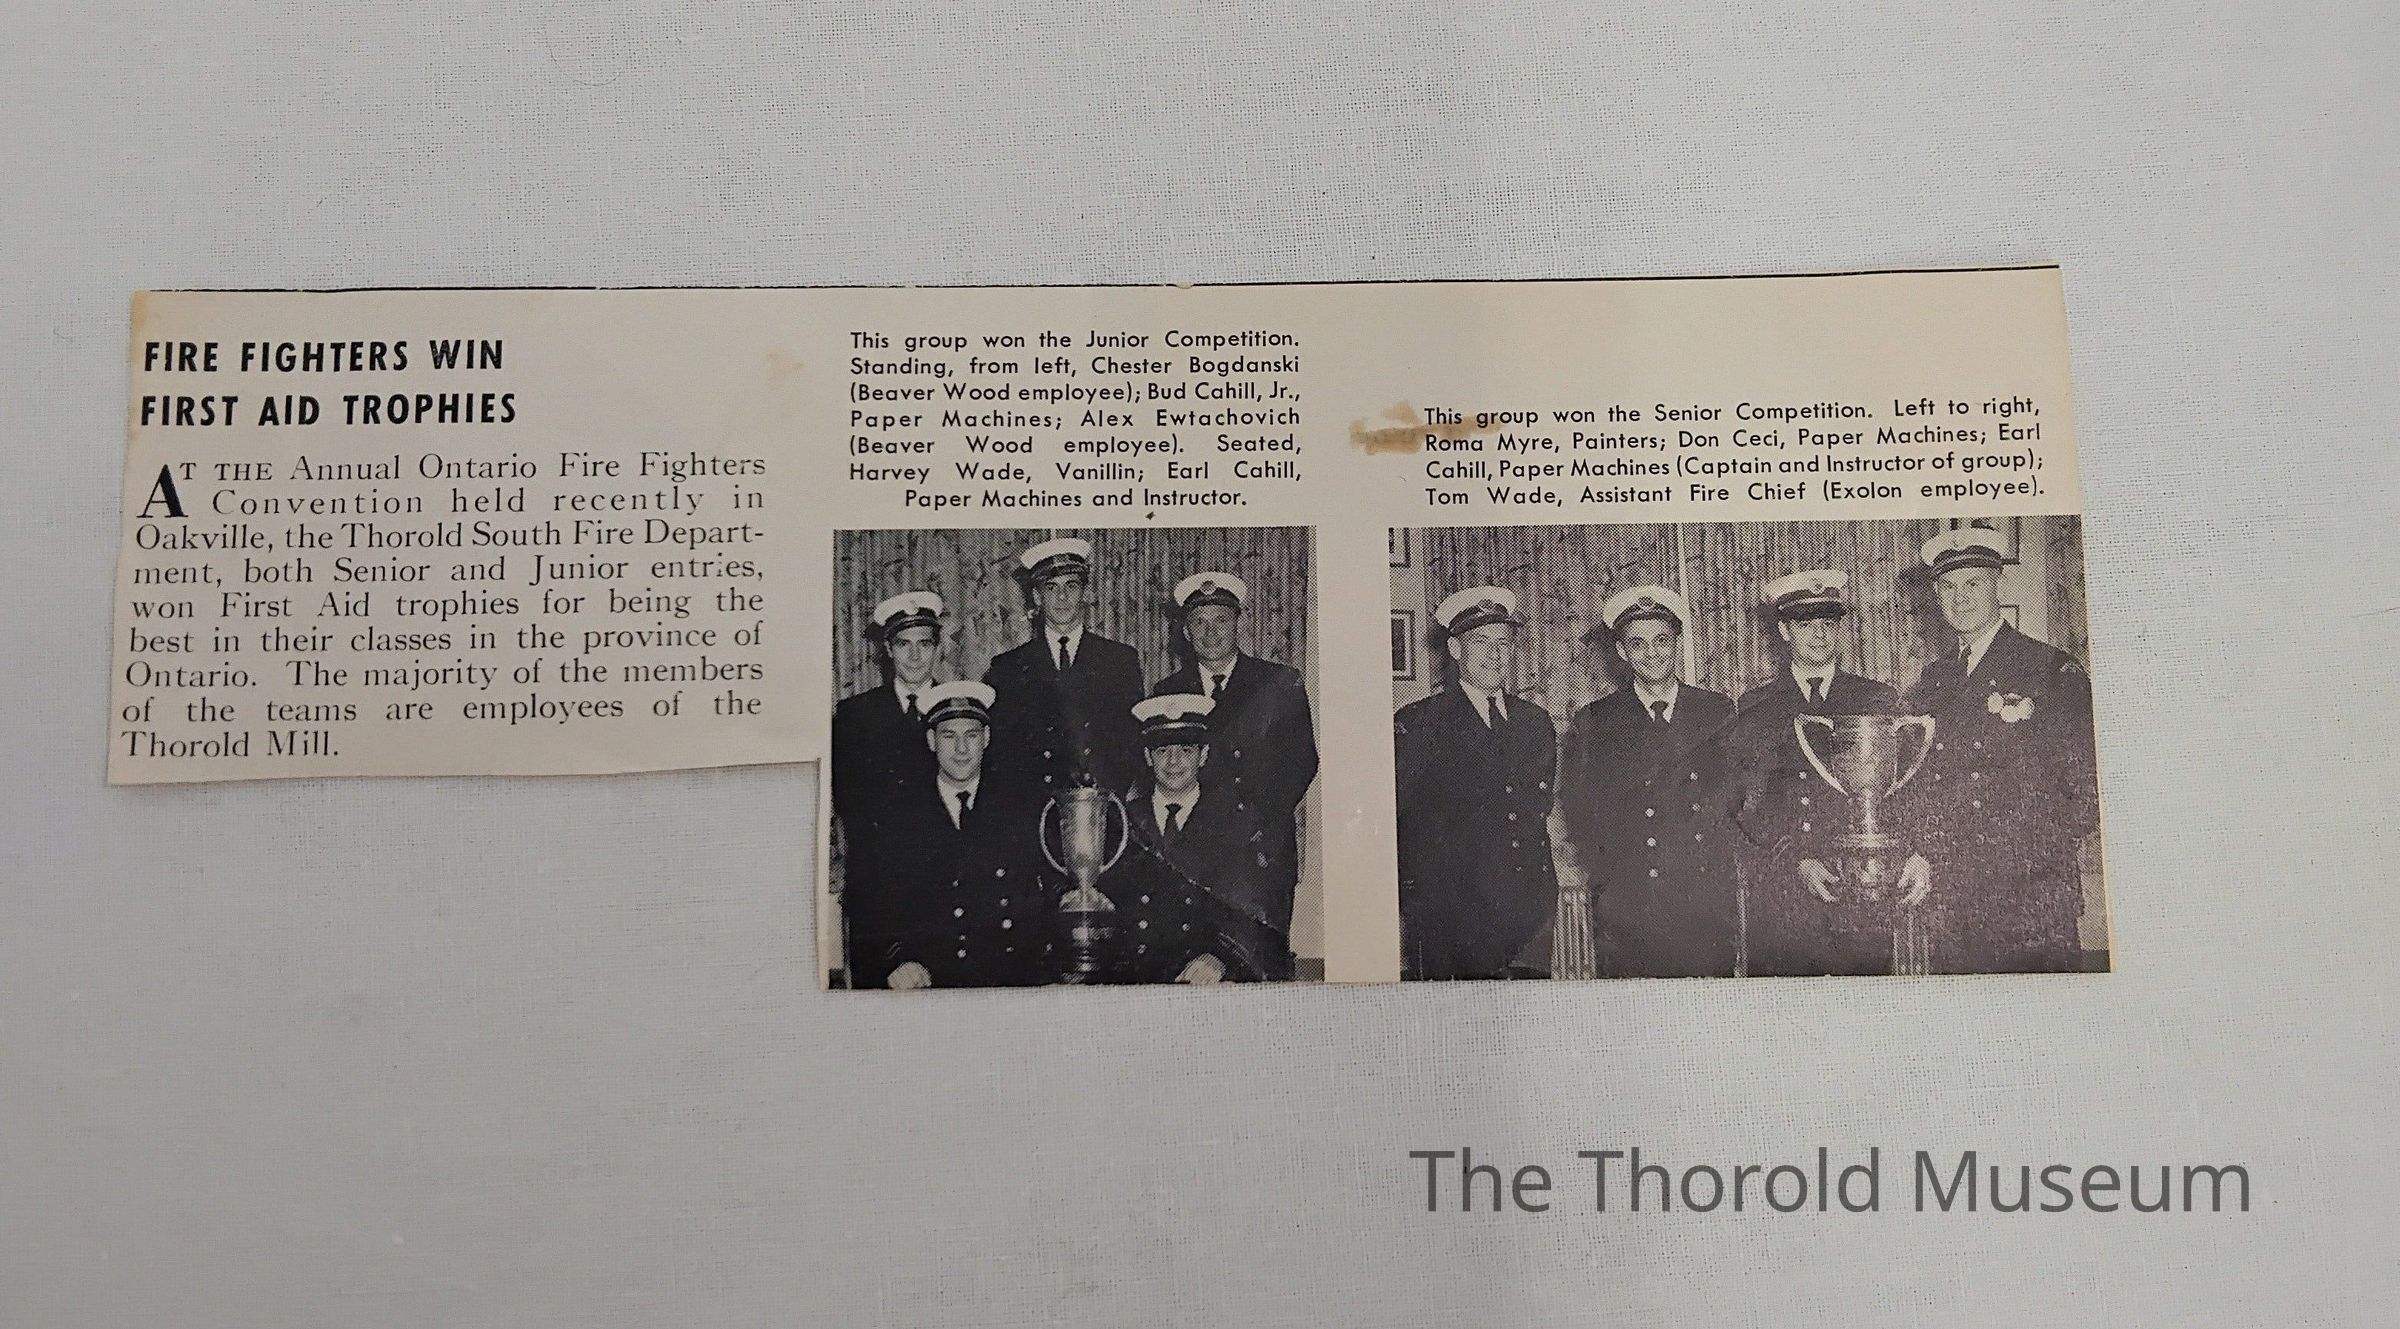 FIRE FIGHTERS WIN
FIRST AID TROPHIES
AT THE Annual Ontario Fire Fighters
Convention held recently in
Oakville, the Thorold South Fire Depart-
ment, both Senior and Junior entries,
won First Aid trophies for being the
best in their classes in the province of
Ontario. The majority of the members
of the teams are employees of the
Thorold Mill.
This group won the Junior Competition.
Standing, from left, Chester Bogdanski
(Beaver Wood employee); Bud Cahill, Jr.,
Paper Machines; Alex Ewtachovich
(Beaver Wood employee). Seated,
Harvey Wade, Vanillin; Earl Cahill,
Paper Machines and Instructor.
This group won the Senior Competition. Left to right,
Roma Myre, Painters; Don Ceci, Paper Machines; Earl
Cahill, Paper Machines (Captain and Instructor of group);
Tom Wade, Assistant Fire Chief (Exolon employee).
The Thorold Museum